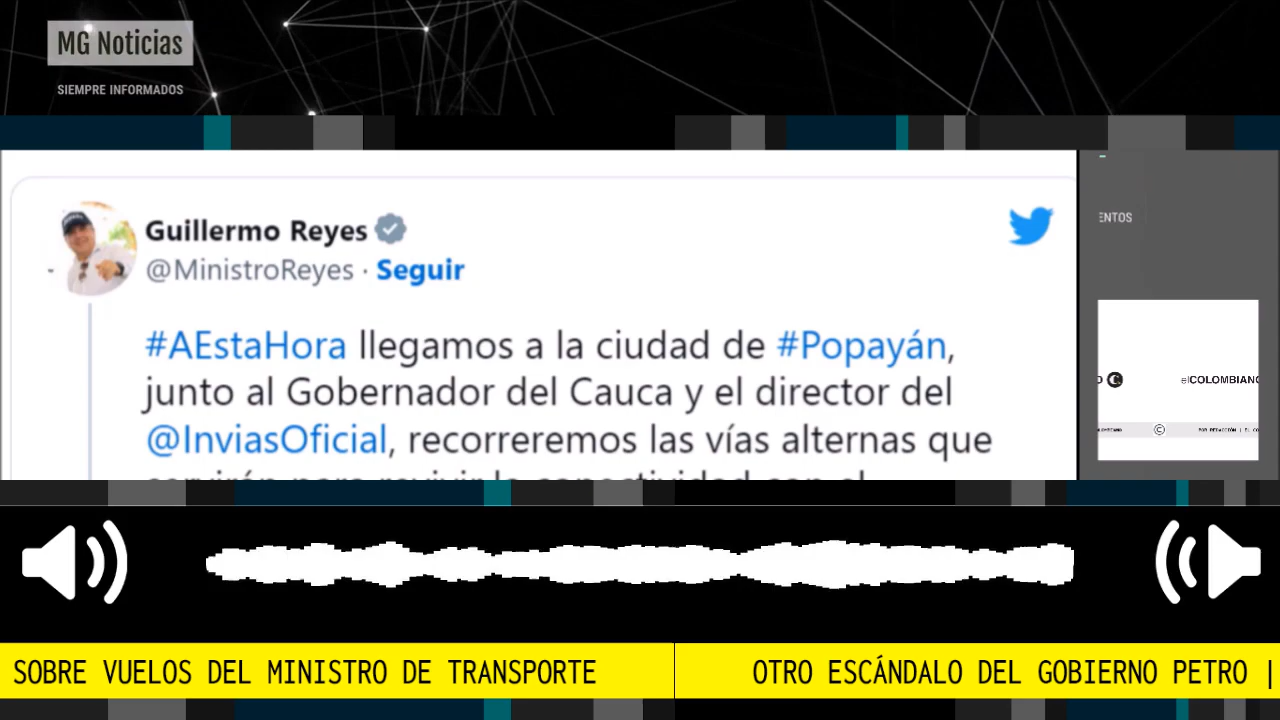 MG Noticias
SIEMPRE INFORMADOS
Guillermo Reyes
@MinistroReyes · Seguir
#AEstaHora llegamos a la ciudad de #Popayán,
junto al Gobernador del Cauca y el director del
@InviasOficial, recorreremos las vías alternas que
ENTOS
elCOLOMBIANO
SOBRE VUELOS DEL MINISTRO DE TRANSPORTE
OTRO ESCÁNDALO DEL GOBIERNO PETRO |